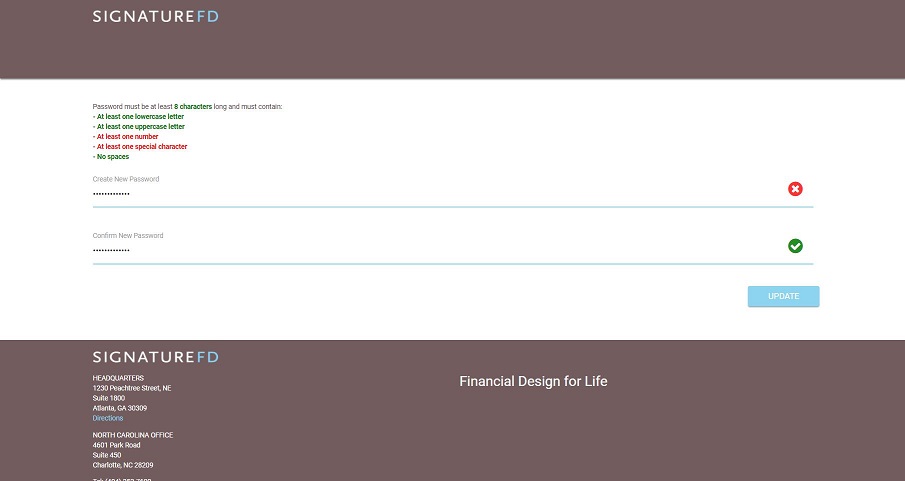 SIGNATUREFD
Password must be at least 8 characters long and must contain:
- At least one lowercase letter
- At least one uppercase letter
- At least one number
- At least one special character
- No spaces
Create New Password
•••••••••••••
Confirm New Password
•••••••••••••
UPDATE
SIGNATUREFD
HEADQUARTERS
1230 Peachtree Street, NE
Suite 1800
Atlanta, GA 30309
Directions
NORTH CAROLINA OFFICE
4601 Park Road
Suite 450
Charlotte, NC 28209
Financial Design for Life